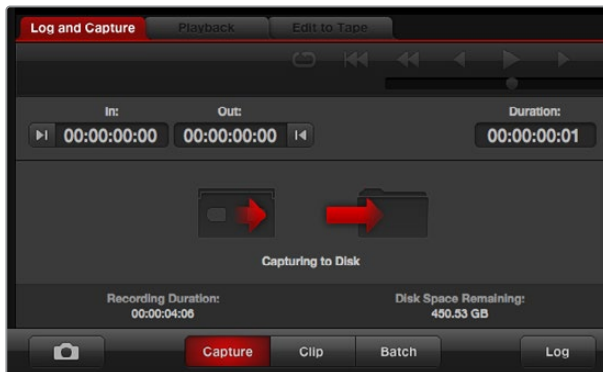 Log and Capture Playback Edit to Tape
In: Out: Duration:
00:00:00:00 00:00:00:00 00:00:00:01
Capturing to Disk
Recording Duration: Disk Space Remaining:
00:00:04:06 450.53 GB
Capture Clip Batch Log